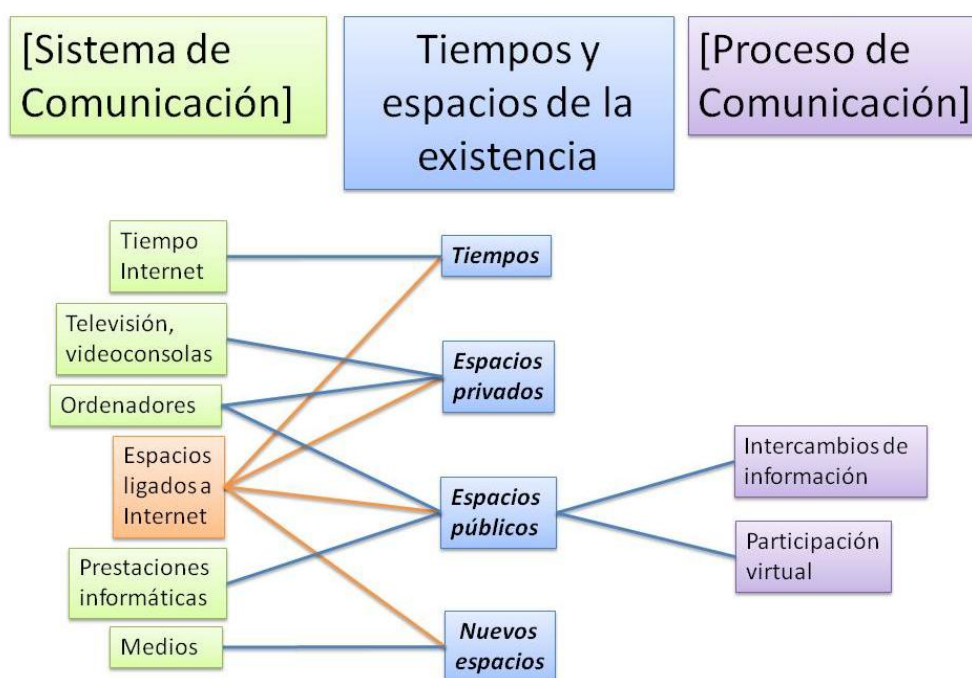 [Sistema de
Comunicación]
Tiempos y
espacios de la
existencia
[Proceso de
Comunicación]
Tiempo
Internet
Televisión,
videoconsolas
Ordenadores
Espacios
ligados a
Internet
Prestaciones
informáticas
Medios
Tiempos
Espacios
privados
Espacios
públicos
Nuevos
espacios
Intercambios de
información
Participación
virtual